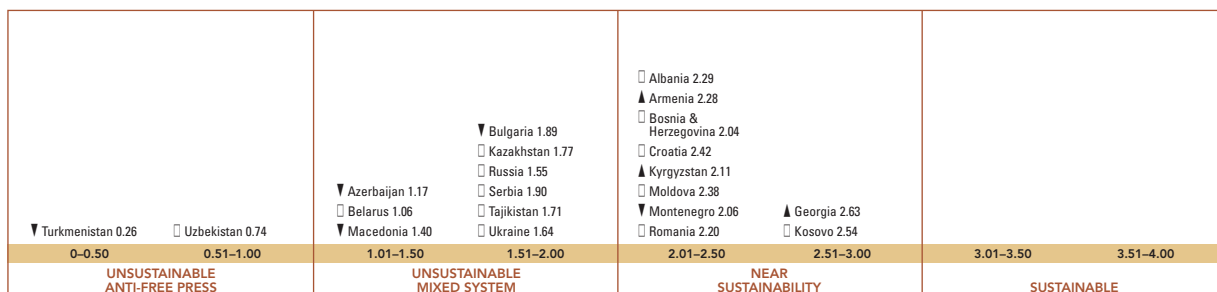 ▼ Turkmenistan 0.26
▯ Uzbekistan 0.74
▼ Azerbaijan 1.17
▯ Belarus 1.06
▼ Macedonia 1.40
▼ Bulgaria 1.89
▯ Kazakhstan 1.77
▯ Russia 1.55
▯ Serbia 1.90
▯ Tajikistan 1.71
▯ Ukraine 1.64
▯ Albania 2.29
▲ Armenia 2.28
▯ Bosnia &
Herzegovina 2.04
▯ Croatia 2.42
▲ Kyrgyzstan 2.11
▯ Moldova 2.38
▼ Montenegro 2.06
▯ Romania 2.20
▲ Georgia 2.63
▯ Kosovo 2.54
0–0.50
0.51–1.00
1.01–1.50
1.51–2.00
2.01–2.50
2.51–3.00
3.01–3.50
3.51–4.00
UNSUSTAINABLE
ANTI-FREE PRESS
UNSUSTAINABLE
MIXED SYSTEM
NEAR
SUSTAINABILITY
SUSTAINABLE